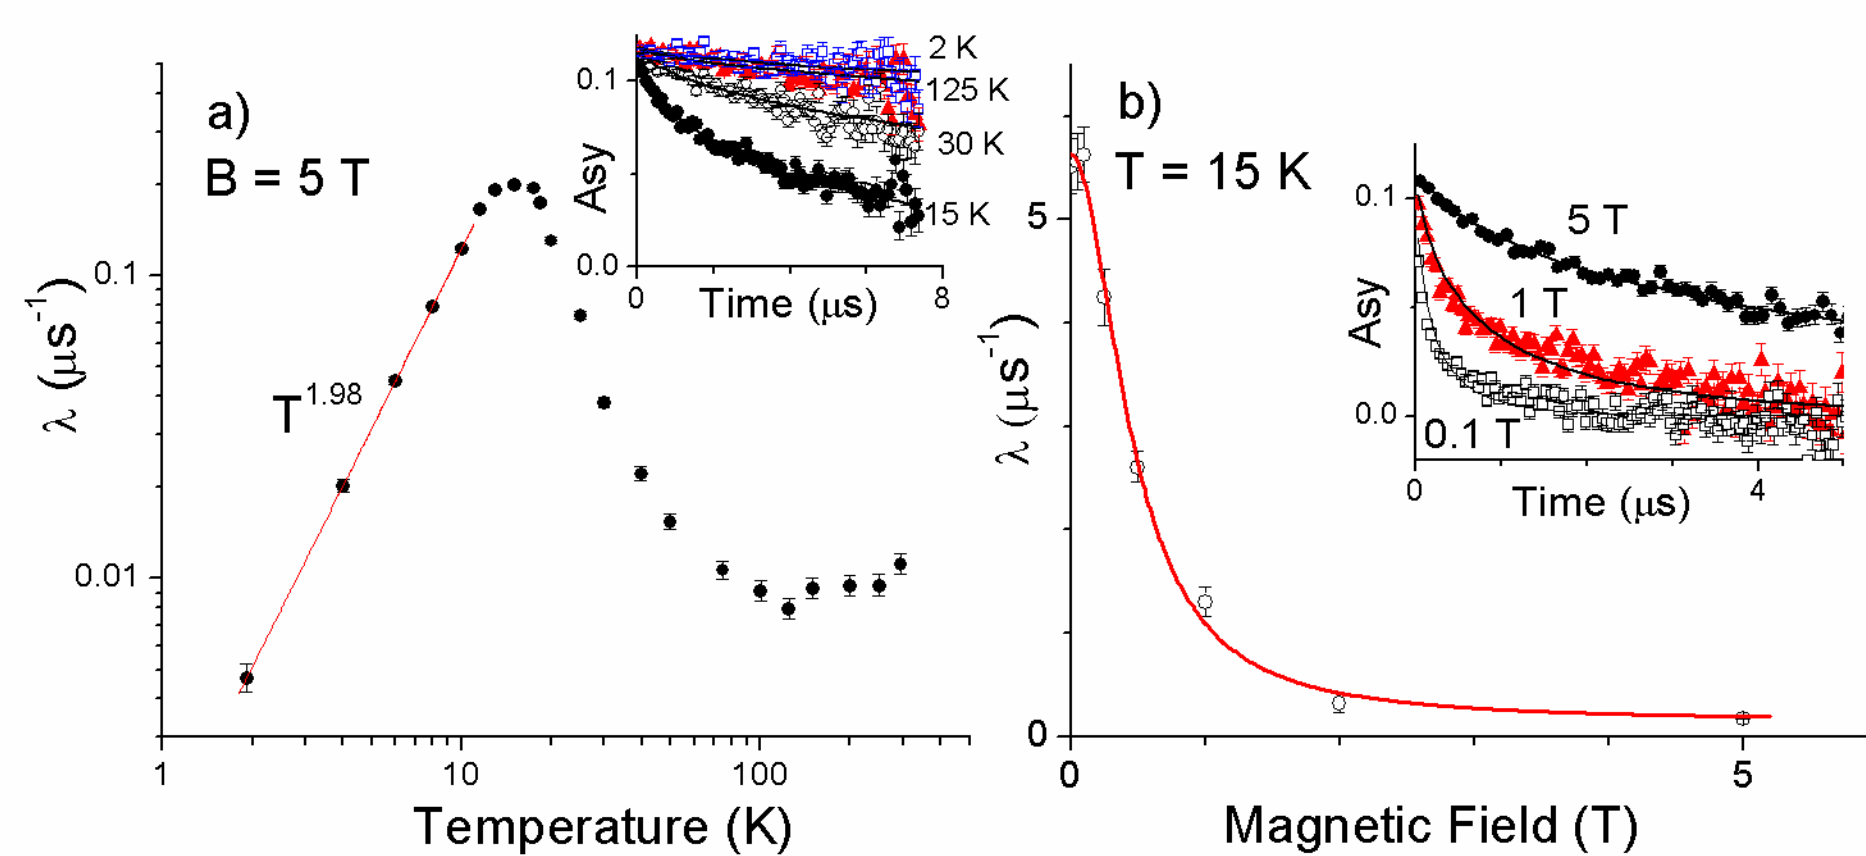 a)
B = 5 T
T^1.98
λ (μs^-1)
0.1
0.01
1
10
100
Temperature (K)
Asy
0.1
0.0
0
8
Time (μs)
2 K
125 K
30 K
15 K
b)
T = 15 K
λ (μs^-1)
5
0
0
5
Magnetic Field (T)
Asy
0.1
0.0
0
4
Time (μs)
5 T
1 T
0.1 T